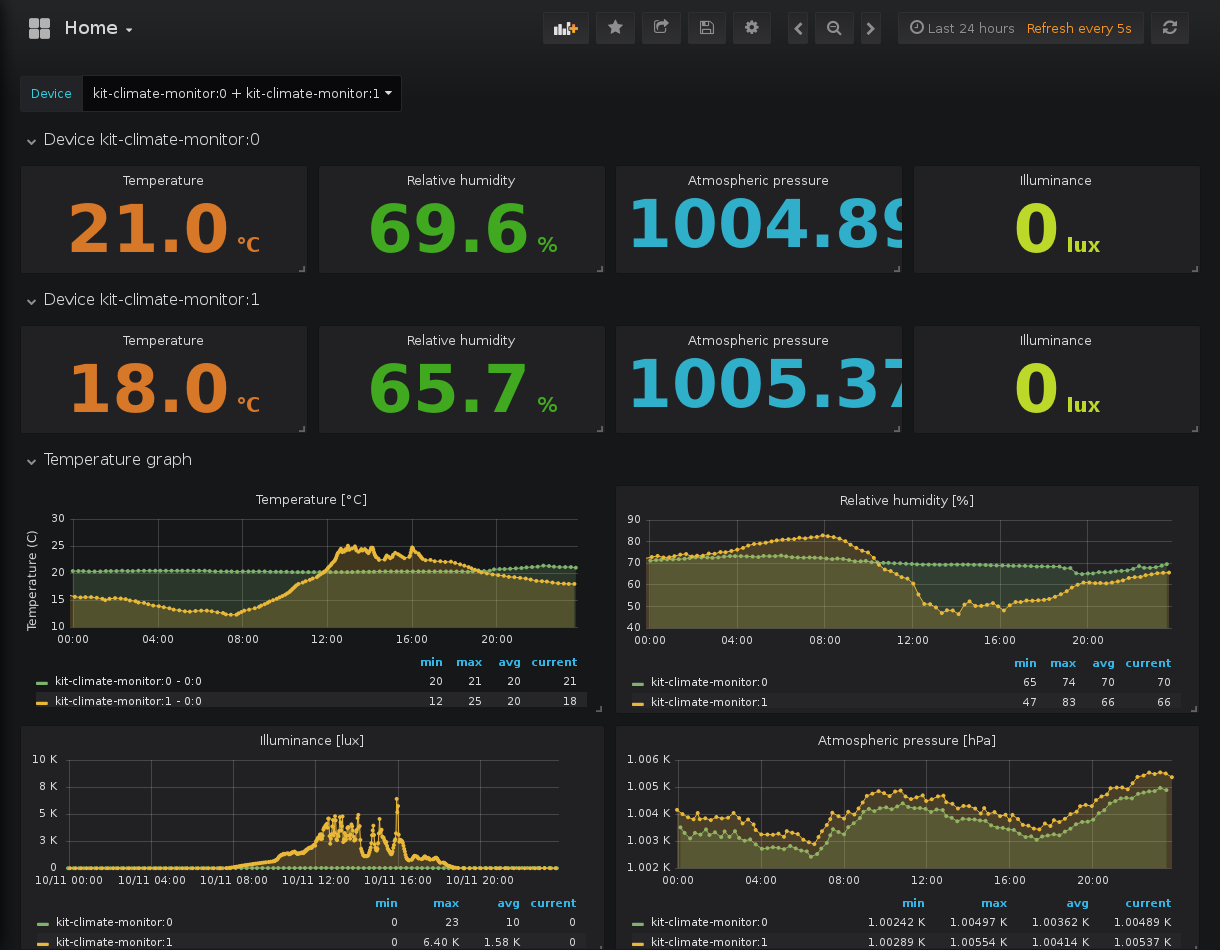 Home
Last 24 hours Refresh every 5s
Device kit-climate-monitor:0 + kit-climate-monitor:1
Device kit-climate-monitor:0
Temperature Relative humidity Atmospheric pressure Illuminance
21.0 °C 69.6 % 1004.89 0 lux
Device kit-climate-monitor:1
Temperature Relative humidity Atmospheric pressure Illuminance
18.0 °C 65.7 % 1005.37 0 lux
Temperature graph
Temperature [°C]
Temperature (C)
30
25
20
15
10
00:00 04:00 08:00 12:00 16:00 20:00
min max avg current
kit-climate-monitor:0 - 0:0 20 21 20 21
kit-climate-monitor:1 - 0:0 12 25 20 18
Relative humidity [%]
90
80
70
60
50
40
00:00 04:00 08:00 12:00 16:00 20:00
min max avg current
kit-climate-monitor:0 65 74 70 70
kit-climate-monitor:1 47 83 66 66
Illuminance [lux]
10 K
8 K
5 K
3 K
0
10/11 00:00 10/11 04:00 10/11 08:00 10/11 12:00 10/11 16:00 10/11 20:00
min max avg current
kit-climate-monitor:0 0 23 10 0
kit-climate-monitor:1 0 6.40 K 1.58 K 0
Atmospheric pressure [hPa]
1.006 K
1.005 K
1.004 K
1.003 K
1.002 K
00:00 04:00 08:00 12:00 16:00 20:00
min max avg current
kit-climate-monitor:0 1.00242 K 1.00497 K 1.00362 K 1.00489 K
kit-climate-monitor:1 1.00289 K 1.00554 K 1.00414 K 1.00537 K